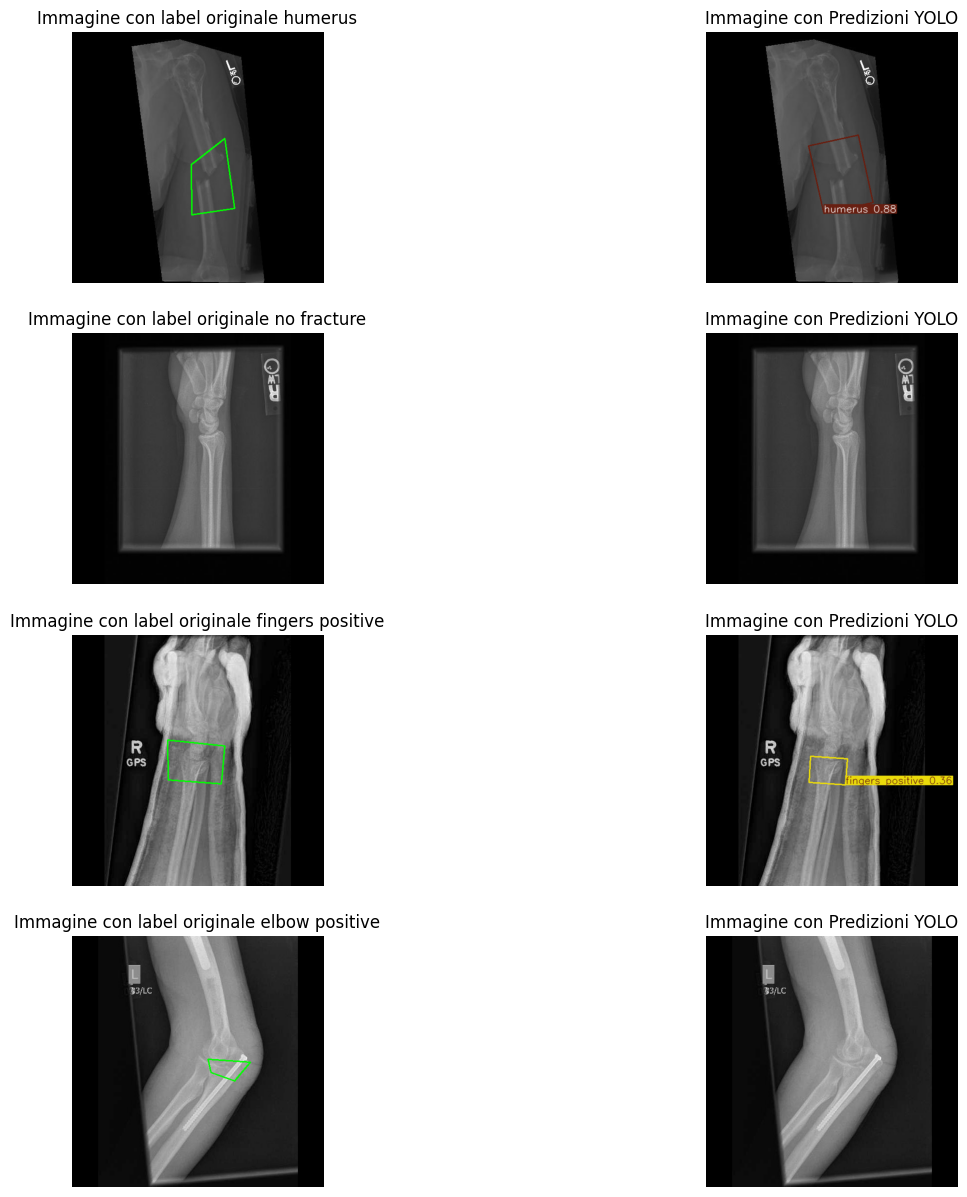 Immagine con label originale humerus
Immagine con Predizioni YOLO
L
humerus 0.88
Immagine con label originale no fracture
Immagine con Predizioni YOLO
Immagine con label originale fingers positive
Immagine con Predizioni YOLO
R
GPS
R
GPS
fingers positive 0.36
Immagine con label originale elbow positive
Immagine con Predizioni YOLO
L
L